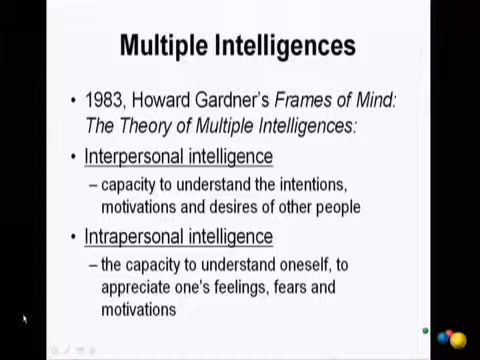 Multiple Intelligences
• 1983, Howard Gardner's Frames of Mind:
The Theory of Multiple Intelligences:
• Interpersonal intelligence
– capacity to understand the intentions,
motivations and desires of other people
• Intrapersonal intelligence
– the capacity to understand oneself, to
appreciate one's feelings, fears and
motivations